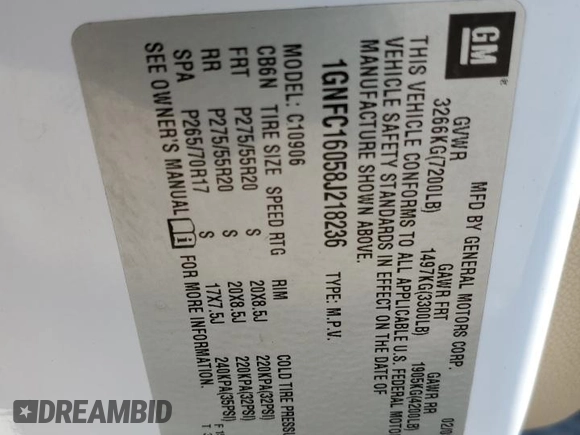 GM
®
MFD BY GENERAL MOTORS CORP. 02/0
GVWR GAWR FRT GAWR RR
3266KG(7200LB) 1497KG(3300LB) 1905KG(4200LB)
THIS VEHICLE CONFORMS TO ALL APPLICABLE U.S. FEDERAL MOTO
VEHICLE SAFETY STANDARDS IN EFFECT ON THE DATE OF
MANUFACTURE SHOWN ABOVE.
1GNFC16058J218236 TYPE: M.P.V.
MODEL: C10906
CB6N TIRE SIZE SPEED RTG RIM COLD TIRE PRESSU
FRT P275/55R20 S 20X8.5J 220KPA(32PSI)
RR P275/55R20 S 20X8.5J 220KPA(32PSI)
SPA P265/70R17 S 17X7.5J 240KPA(35PSI)
SEE OWNER'S MANUAL FOR MORE INFORMATION.
DREAMBID